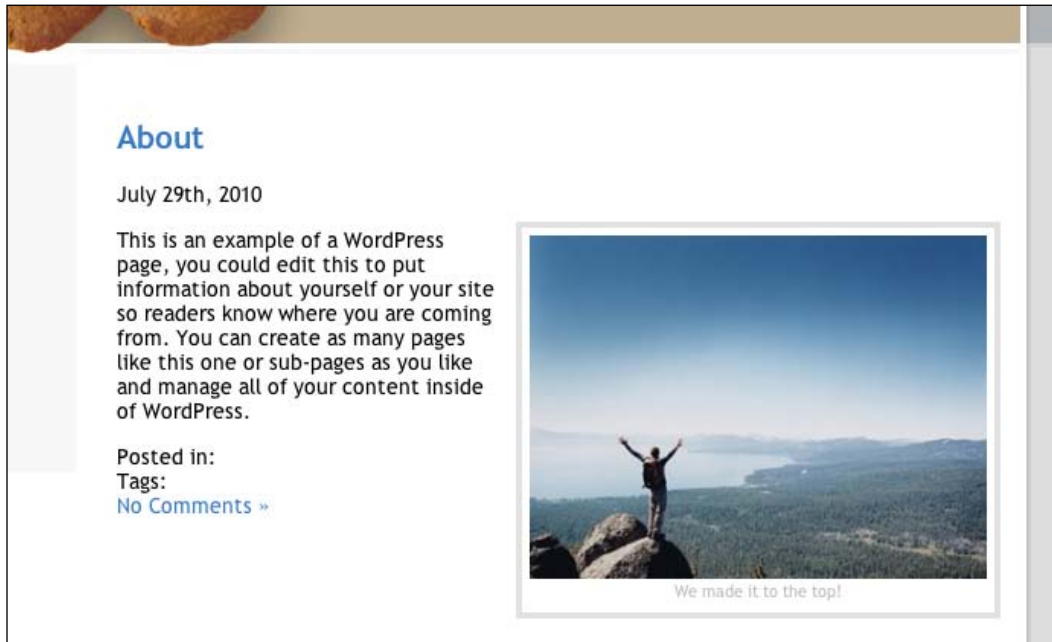 About
July 29th, 2010
This is an example of a WordPress
page, you could edit this to put
information about yourself or your site
so readers know where you are coming
from. You can create as many pages
like this one or sub-pages as you like
and manage all of your content inside
of WordPress.
Posted in:
Tags:
No Comments »
We made it to the top!